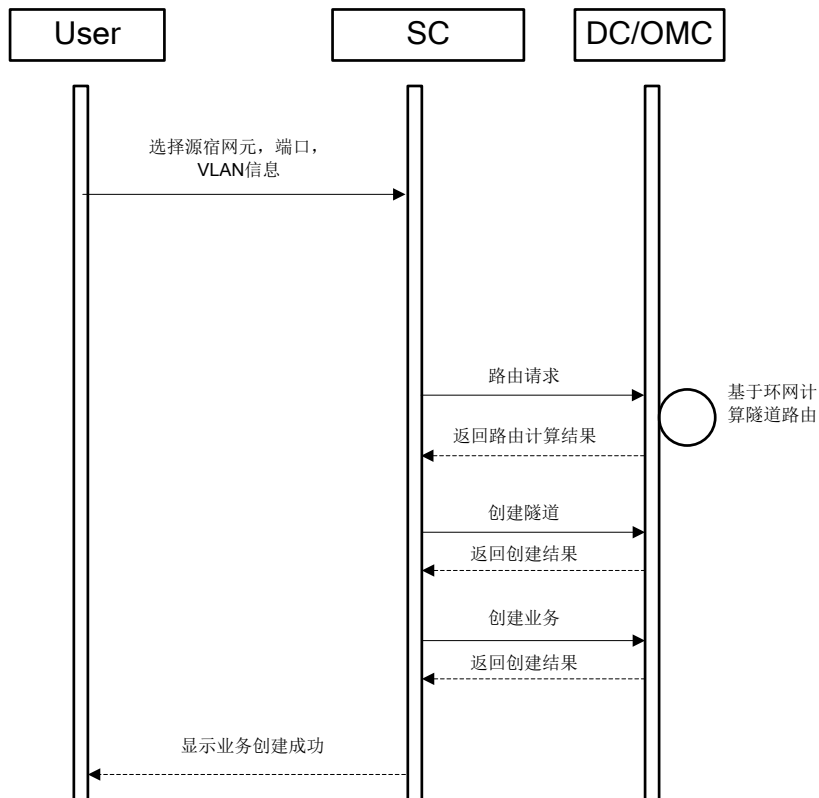 User
SC
DC/OMC
选择源宿网元，端口，
VLAN信息
路由请求
基于环网计
算隧道路由
返回路由计算结果
创建隧道
返回创建结果
创建业务
返回创建结果
显示业务创建成功